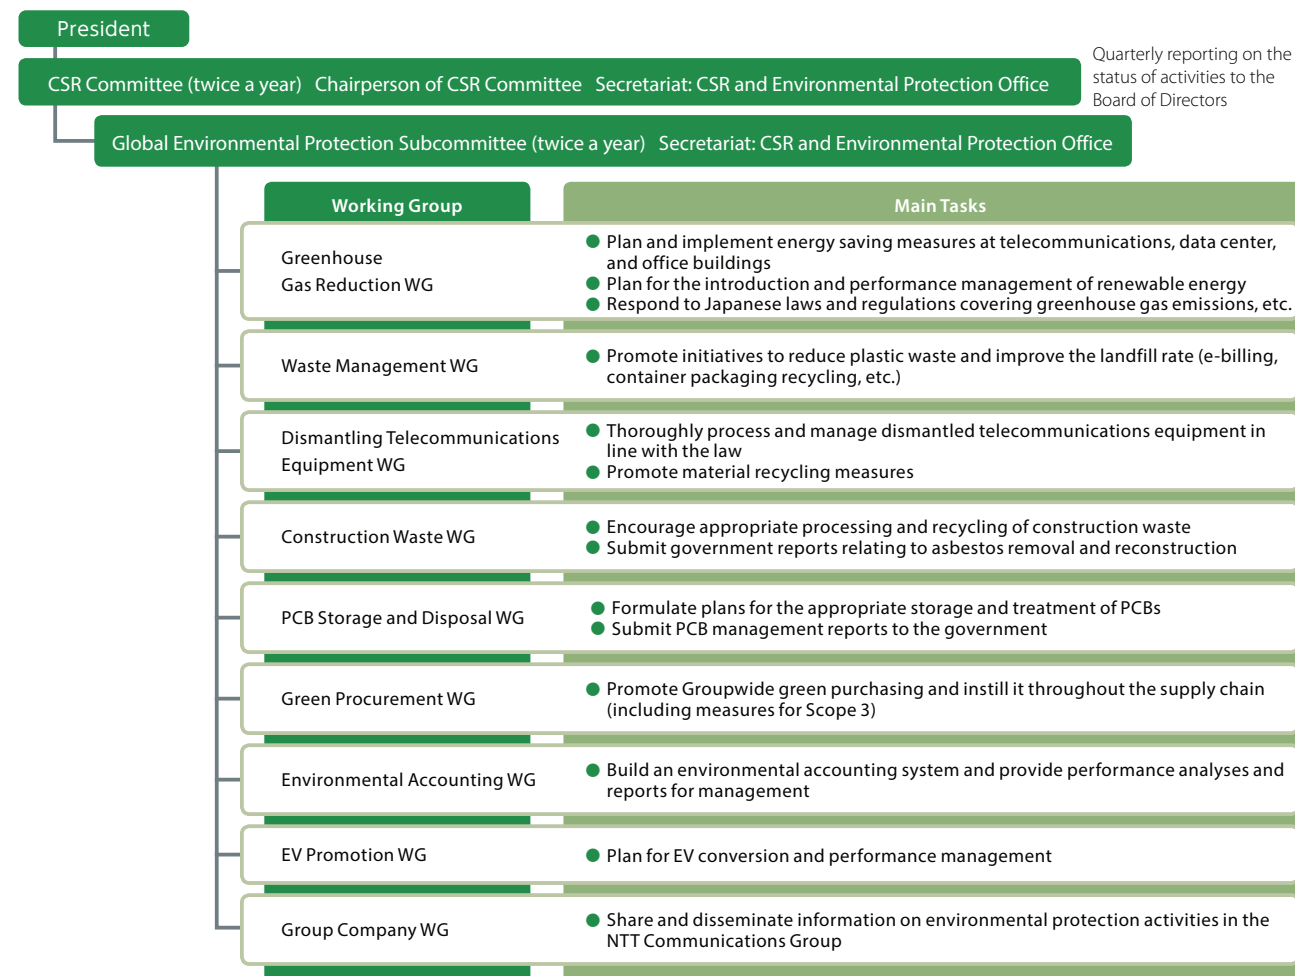 President
CSR Committee (twice a year) Chairperson of CSR Committee Secretariat: CSR and Environmental Protection Office
Quarterly reporting on the
status of activities to the
Board of Directors
Global Environmental Protection Subcommittee (twice a year) Secretariat: CSR and Environmental Protection Office
Working Group
Main Tasks
Greenhouse
Gas Reduction WG
● Plan and implement energy saving measures at telecommunications, data center,
and office buildings
● Plan for the introduction and performance management of renewable energy
● Respond to Japanese laws and regulations covering greenhouse gas emissions, etc.
Waste Management WG
● Promote initiatives to reduce plastic waste and improve the landfill rate (e-billing,
container packaging recycling, etc.)
Dismantling Telecommunications
Equipment WG
● Thoroughly process and manage dismantled telecommunications equipment in
line with the law
● Promote material recycling measures
Construction Waste WG
● Encourage appropriate processing and recycling of construction waste
● Submit government reports relating to asbestos removal and reconstruction
PCB Storage and Disposal WG
● Formulate plans for the appropriate storage and treatment of PCBs
● Submit PCB management reports to the government
Green Procurement WG
● Promote Groupwide green purchasing and instill it throughout the supply chain
(including measures for Scope 3)
Environmental Accounting WG
● Build an environmental accounting system and provide performance analyses and
reports for management
EV Promotion WG
● Plan for EV conversion and performance management
Group Company WG
● Share and disseminate information on environmental protection activities in the
NTT Communications Group